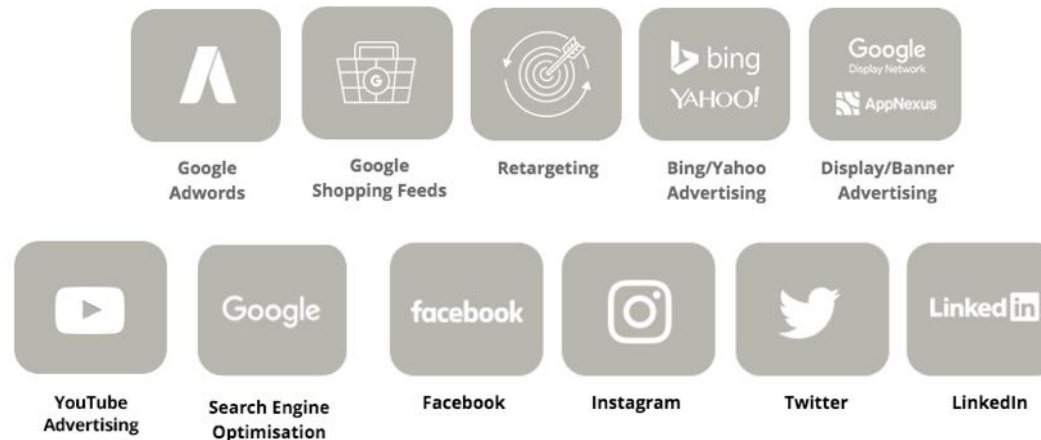 G
bing
YAHOO!
Google
Display Network
AppNexus
Google
Adwords
Google
Shopping Feeds
Retargeting
Bing/Yahoo
Advertising
Display/Banner
Advertising
Google
facebook
Linked in
YouTube
Advertising
Search Engine
Optimisation
Facebook
Instagram
Twitter
LinkedIn